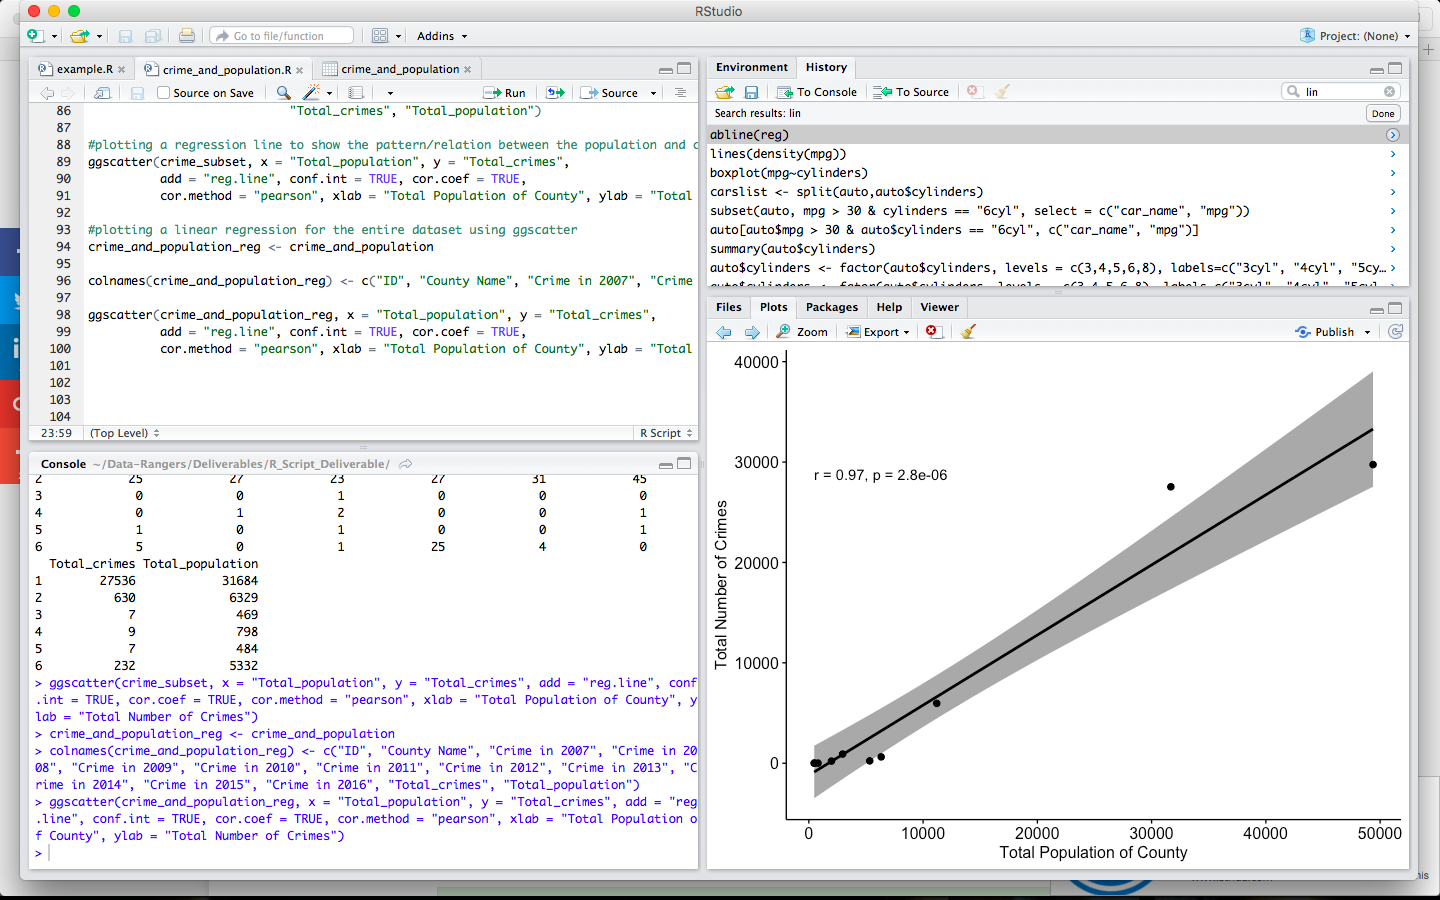 RStudio
Go to file/function
Addins
Project: (None)
example.R
crime_and_population.R
crime_and_population
Source on Save
Run
Source
86 "Total_crimes", "Total_population")
87
88 #plotting a regression line to show the pattern/relation between the population and c
89 ggscatter(crime_subset, x = "Total_population", y = "Total_crimes",
90 add = "reg.line", conf.int = TRUE, cor.coef = TRUE,
91 cor.method = "pearson", xlab = "Total Population of County", ylab = "Total
92
93 #plotting a linear regression for the entire dataset using ggscatter
94 crime_and_population_reg <- crime_and_population
95
96 colnames(crime_and_population_reg) <- c("ID", "County Name", "Crime in 2007", "Crime
97
98 ggscatter(crime_and_population_reg, x = "Total_population", y = "Total_crimes",
99 add = "reg.line", conf.int = TRUE, cor.coef = TRUE,
100 cor.method = "pearson", xlab = "Total Population of County", ylab = "Total
101
102
103
104
23:59 (Top Level) R Script
Console ~/Data-Rangers/Deliverables/R_Script_Deliverable/
2 25 27 23 27 31 45
3 0 0 1 0 0 0
4 0 1 2 0 0 1
5 1 0 1 0 0 1
6 5 0 1 25 4 0
Total_crimes Total_population
1 27536 31684
2 630 6329
3 7 469
4 9 798
5 7 484
6 232 5332
> ggscatter(crime_subset, x = "Total_population", y = "Total_crimes", add = "reg.line", conf
.int = TRUE, cor.coef = TRUE, cor.method = "pearson", xlab = "Total Population of County", y
lab = "Total Number of Crimes")
> crime_and_population_reg <- crime_and_population
> colnames(crime_and_population_reg) <- c("ID", "County Name", "Crime in 2007", "Crime in 20
08", "Crime in 2009", "Crime in 2010", "Crime in 2011", "Crime in 2012", "Crime in 2013", "C
rime in 2014", "Crime in 2015", "Crime in 2016", "Total_crimes", "Total_population")
> ggscatter(crime_and_population_reg, x = "Total_population", y = "Total_crimes", add = "reg
.line", conf.int = TRUE, cor.coef = TRUE, cor.method = "pearson", xlab = "Total Population o
f County", ylab = "Total Number of Crimes")
>
Environment History
To Console To Source lin
Search results: lin Done
abline(reg)
lines(density(mpg))
boxplot(mpg~cylinders)
carslist <- split(auto,auto$cylinders)
subset(auto, mpg > 30 & cylinders == "6cyl", select = c("car_name", "mpg"))
auto[auto$mpg > 30 & auto$cylinders == "6cyl", c("car_name", "mpg")]
summary(auto$cylinders)
auto$cylinders <- factor(auto$cylinders, levels = c(3,4,5,6,8), labels=c("3cyl", "4cyl", "5cy…
Files Plots Packages Help Viewer
Zoom Export Publish
40000
30000
20000
10000
0
Total Number of Crimes
r = 0.97, p = 2.8e-06
0 10000 20000 30000 40000 50000
Total Population of County